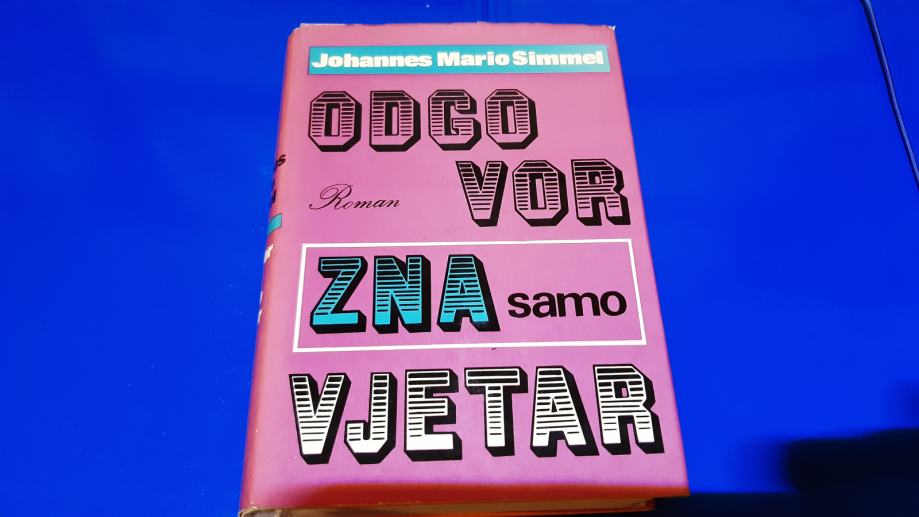 Johannes Mario Simmel
ODGO
VOR
Roman
ZNA samo
VJETAR